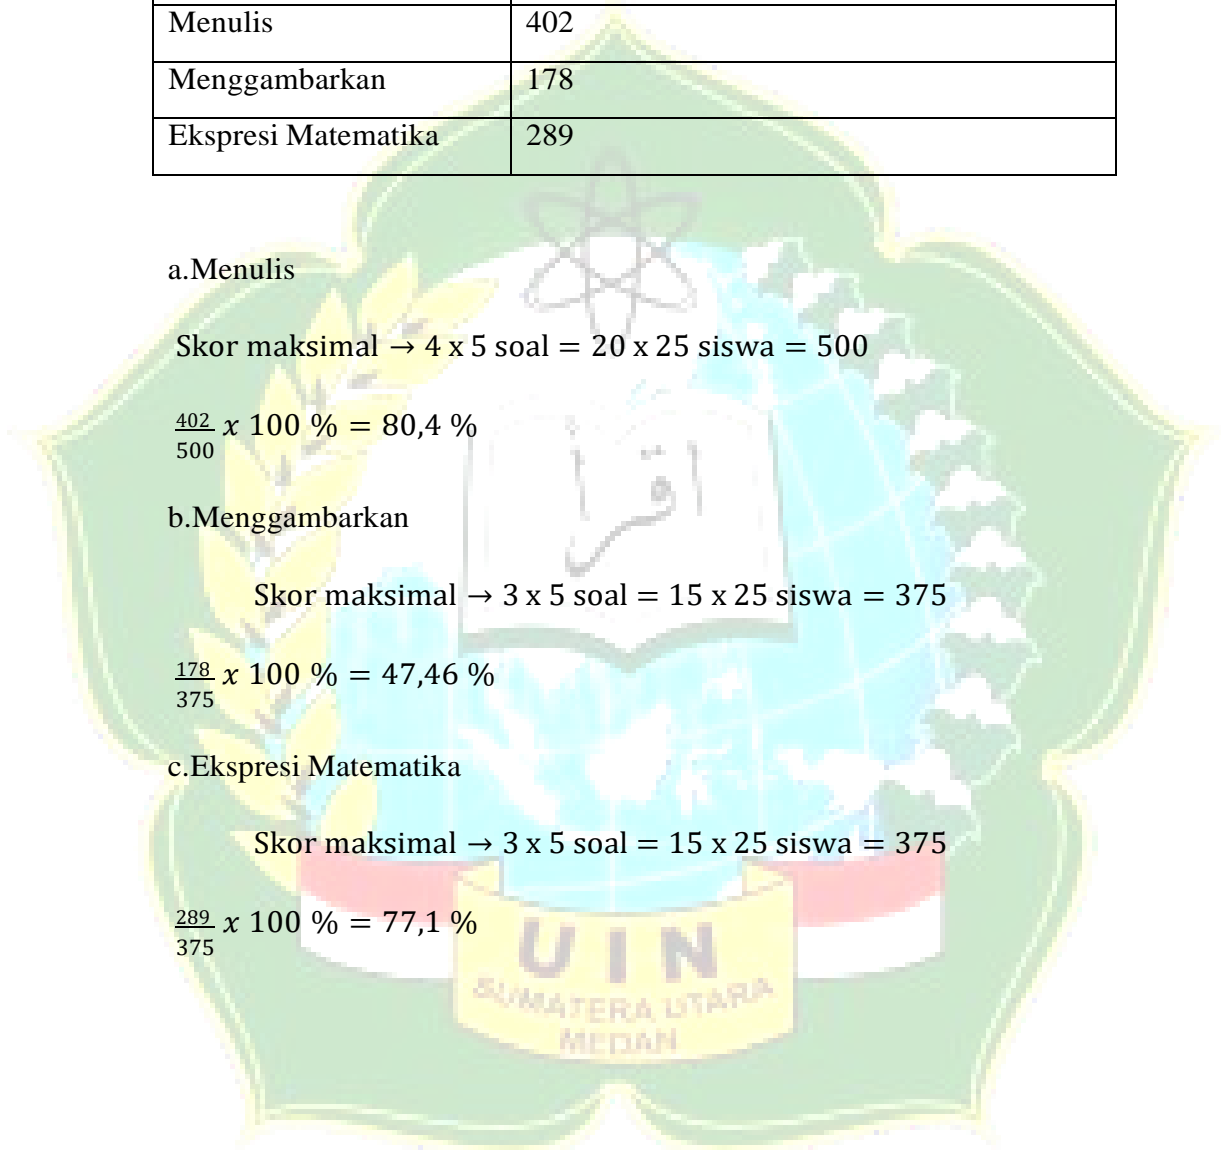 Menulis 402
Menggambarkan 178
Ekspresi Matematika 289
a.Menulis
Skor maksimal → 4 x 5 soal = 20 x 25 siswa = 500
402/500 x 100 % = 80,4 %
b.Menggambarkan
Skor maksimal → 3 x 5 soal = 15 x 25 siswa = 375
178/375 x 100 % = 47,46 %
c.Ekspresi Matematika
Skor maksimal → 3 x 5 soal = 15 x 25 siswa = 375
289/375 x 100 % = 77,1 %
اقرأ
UIN
SUMATERA UTARA
MEDAN